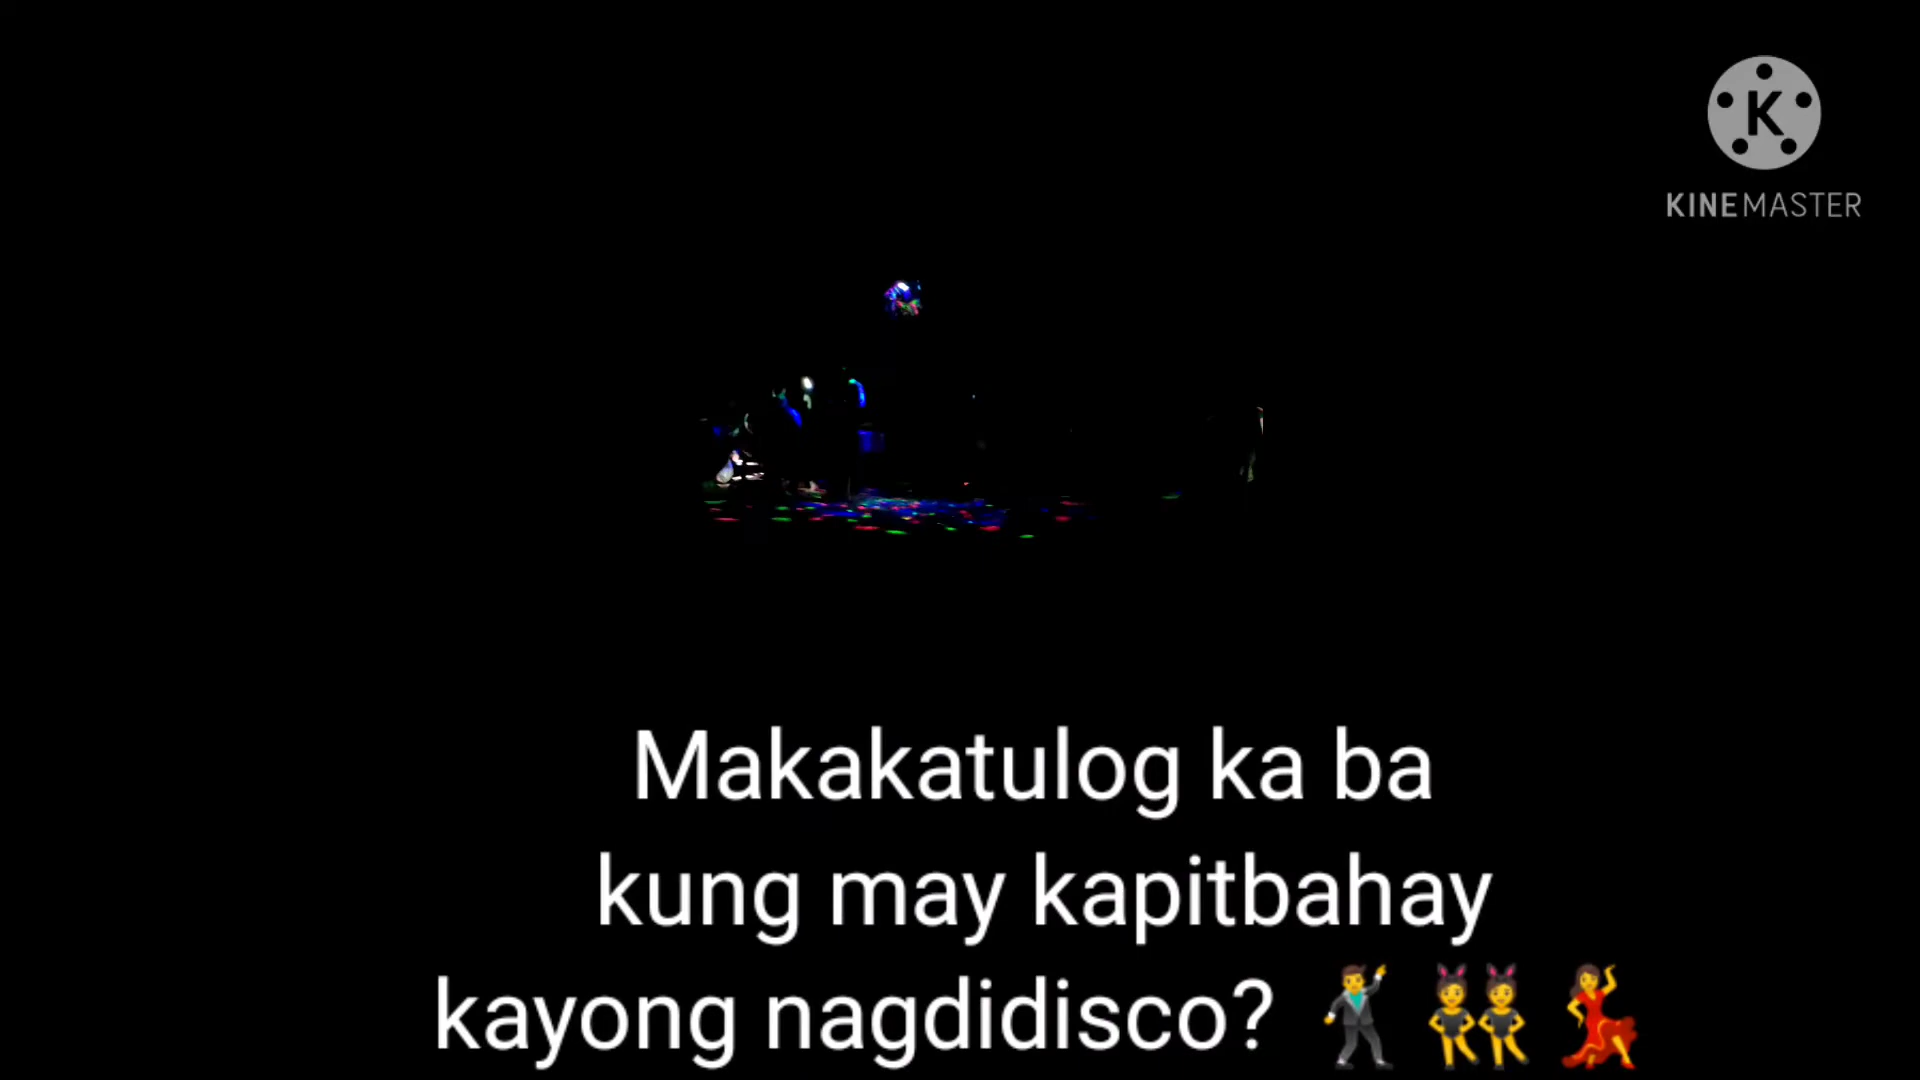 KINEMASTER
Makakatulog ka ba
kung may kapitbahay
kayong nagdidisco? 🕺 👯 💃